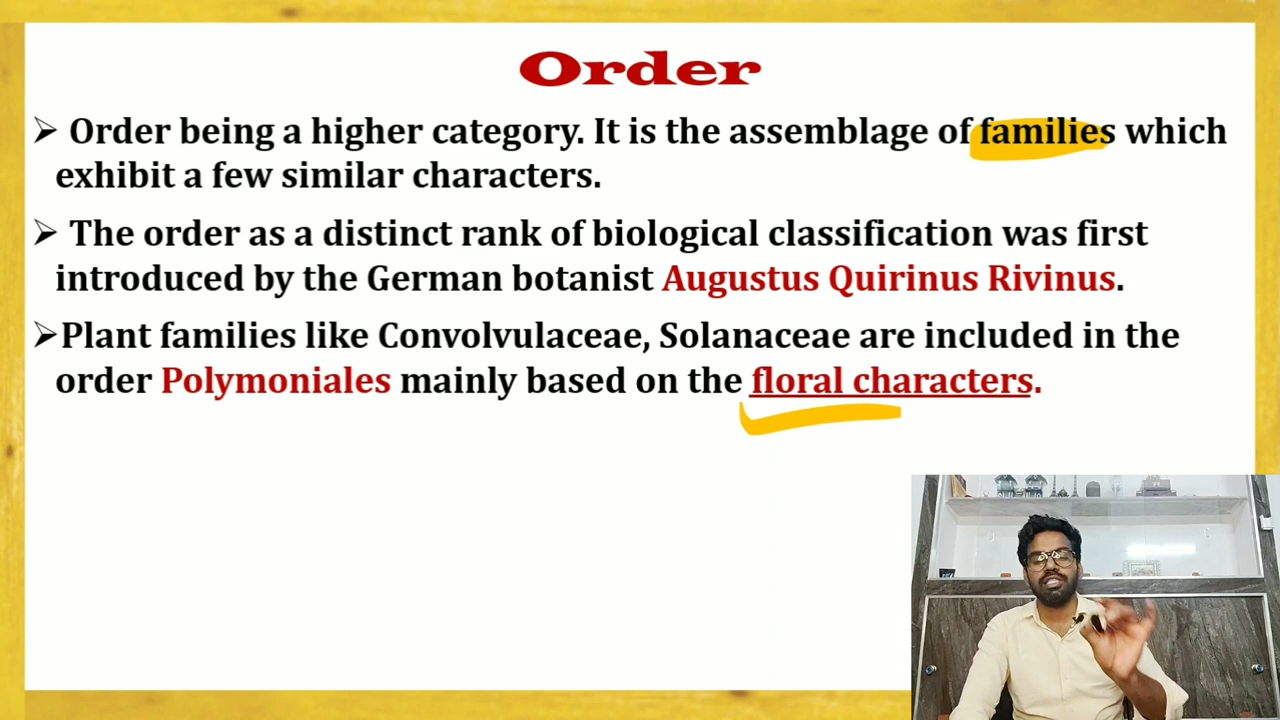 Order
➢ Order being a higher category. It is the assemblage of families which
exhibit a few similar characters.
➢ The order as a distinct rank of biological classification was first
introduced by the German botanist Augustus Quirinus Rivinus.
➢Plant families like Convolvulaceae, Solanaceae are included in the
order Polymoniales mainly based on the floral characters.